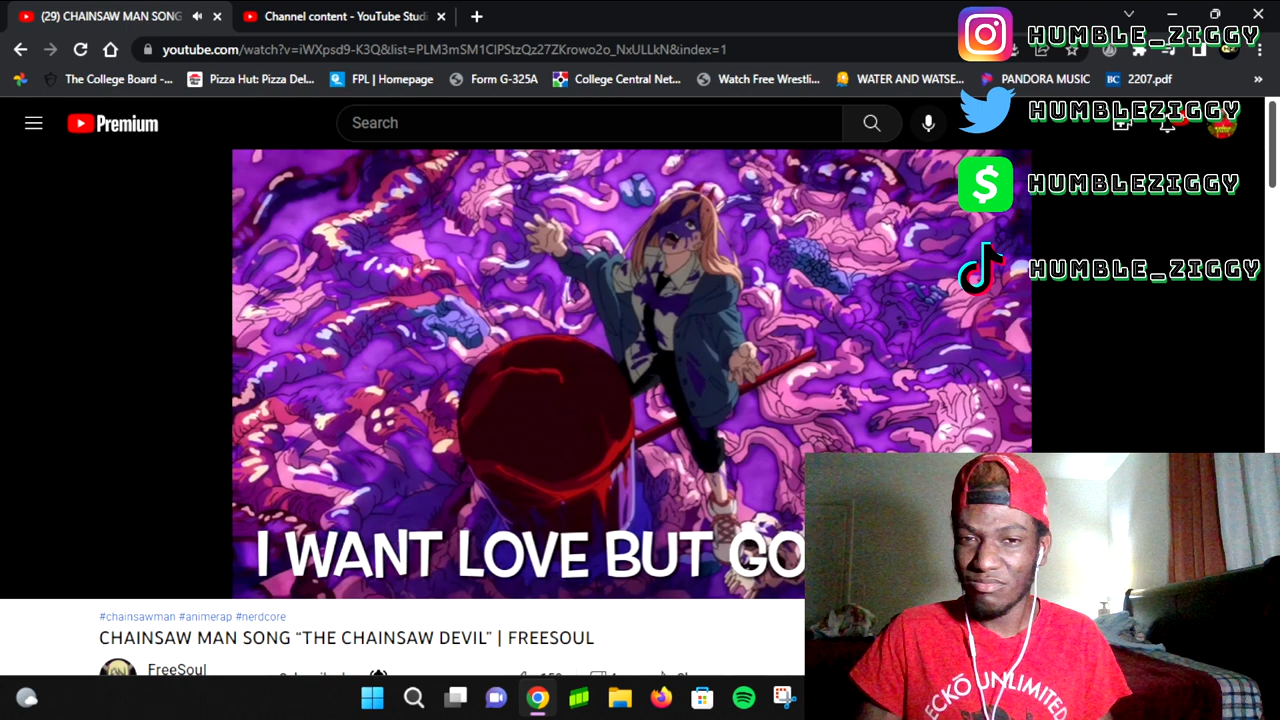 (29) CHAINSAW MAN SONG
Channel content - YouTube Studi
youtube.com/watch?v=iWXpsd9-K3Q&list=PLM3mSM1CIPStzQz27ZKrowo2o_NxULLkN&index=1
The College Board -...
Pizza Hut: Pizza Del...
FPL | Homepage
Form G-325A
College Central Net...
Watch Free Wrestli...
WATER AND WATSE...
PANDORA MUSIC
BC 2207.pdf
HUMBLE_ZIGGY
HUMBLEZIGGY
HUMBLEZIGGY
HUMBLE_ZIGGY
Premium
Search
I WANT LOVE BUT GO
#chainsawman #animerap #nerdcore
CHAINSAW MAN SONG “THE CHAINSAW DEVIL” | FREESOUL
FreeSoul
ECKŌ UNLIMITED